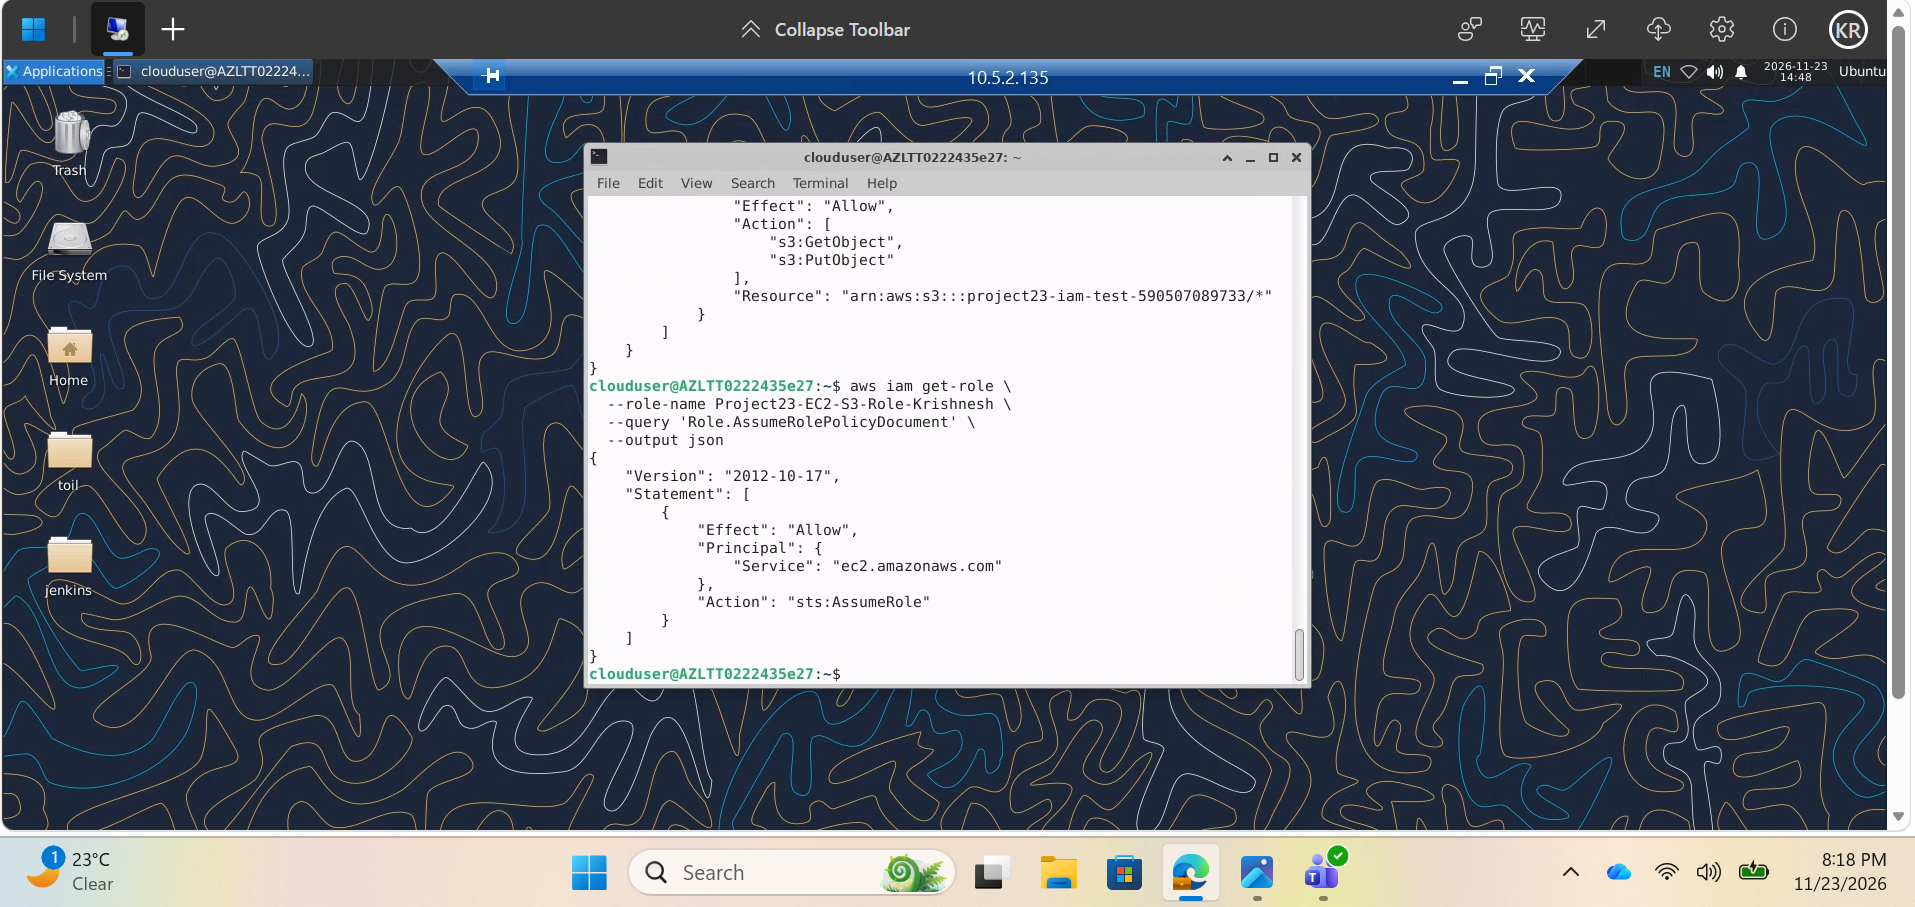 Collapse Toolbar
KR
Applications
clouduser@AZLTT02224...
10.5.2.135
EN
2026-11-23
14:48
Ubuntu
Trash
File System
Home
toil
jenkins
clouduser@AZLTT0222435e27: ~
File Edit View Search Terminal Help
"Effect": "Allow",
"Action": [
"s3:GetObject",
"s3:PutObject"
],
"Resource": "arn:aws:s3:::project23-iam-test-590507089733/*"
}
]
}
}
clouduser@AZLTT0222435e27:~$ aws iam get-role \
--role-name Project23-EC2-S3-Role-Krishnesh \
--query 'Role.AssumeRolePolicyDocument' \
--output json
{
"Version": "2012-10-17",
"Statement": [
{
"Effect": "Allow",
"Principal": {
"Service": "ec2.amazonaws.com"
},
"Action": "sts:AssumeRole"
}
]
}
clouduser@AZLTT0222435e27:~$
1
23°C
Clear
Search
T
8:18 PM
11/23/2026